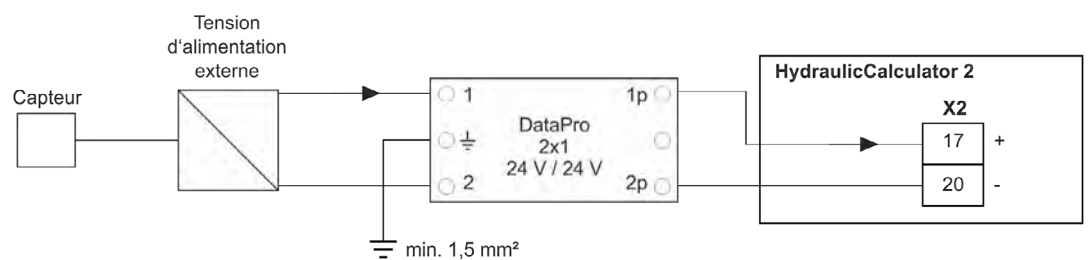 Tension
d'alimentation
externe
Capteur
HydraulicCalculator 2
X2
1
1p
DataPro
2x1
24 V / 24 V
2
2p
17
+
20
-
min. 1,5 mm²